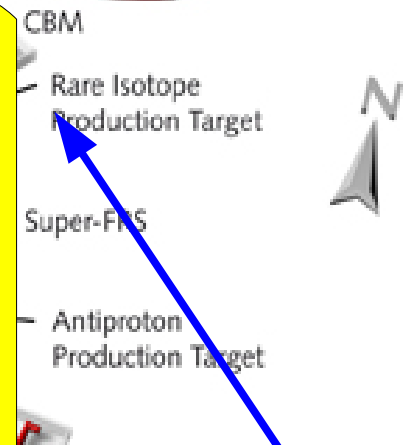 CBM
Rare Isotope
Production Target
N
Super-FRS
Antiproton
Production Target